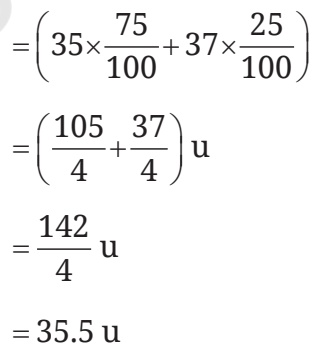 = (35×75/100+37×25/100)
= (105/4+37/4) u
= 142/4 u
= 35.5 u